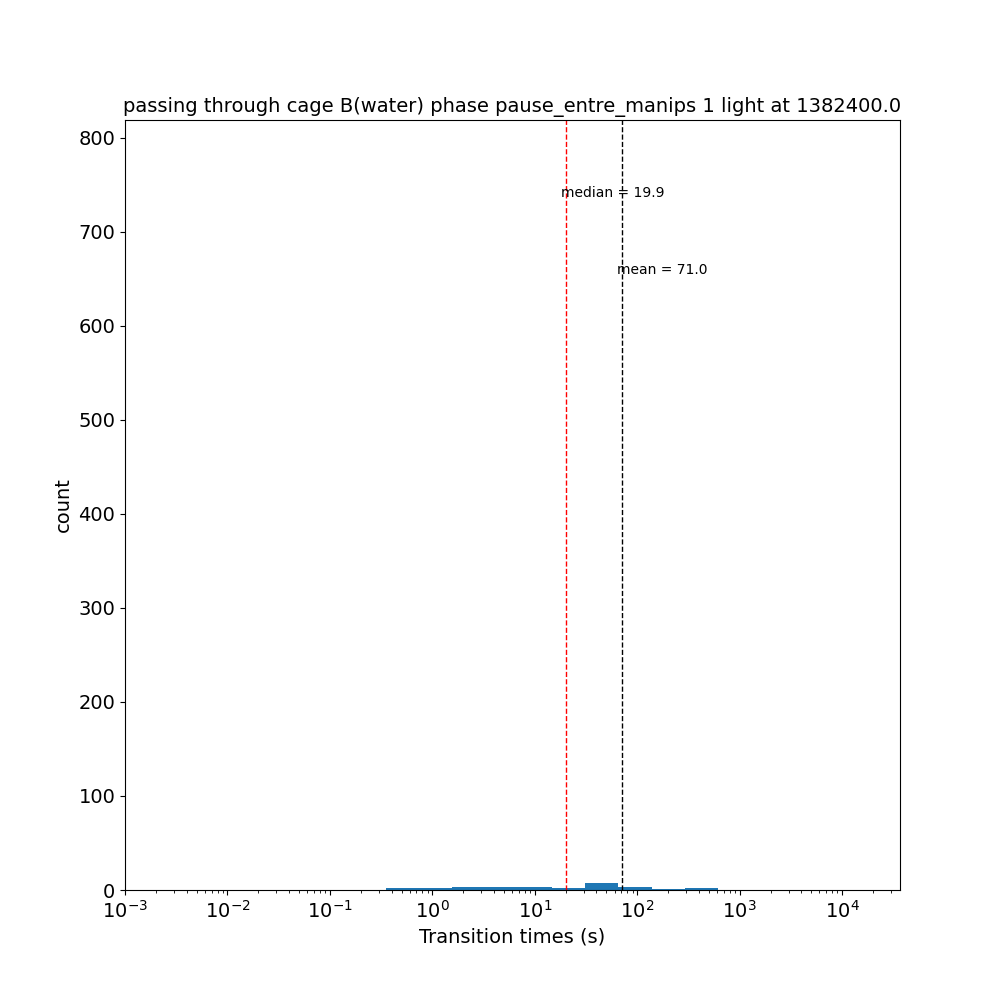 passing through cage B(water) phase pause_entre_manips 1 light at 1382400.0
800
median = 19.9
700
mean = 71.0
600
500
count
400
300
200
100
0
10⁻³ 10⁻² 10⁻¹ 10⁰ 10¹ 10² 10³ 10⁴
Transition times (s)